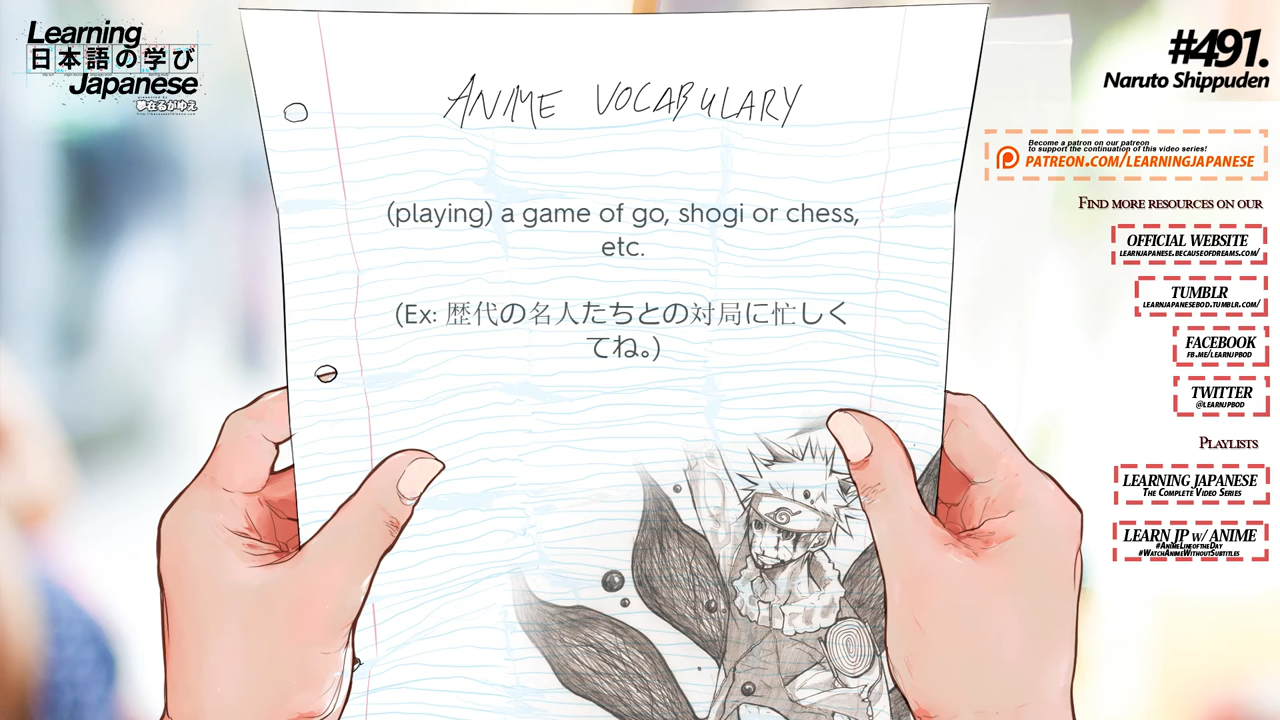 Learning
日本語の学び
Japanese
夢在るがゆえ
#491.
Naruto Shippuden
ANIME VOCABULARY
(playing) a game of go, shogi or chess,
etc.
(Ex: 歴代の名人たちとの対局に忙しく
てね。)
Become a patron on our patreon
to support the continuation of this video series!
PATREON.COM/LEARNINGJAPANESE
FIND MORE RESOURCES ON OUR
OFFICIAL WEBSITE
LEARNJAPANESE.BECAUSEOFDREAMS.COM/
TUMBLR
LEARNJAPANESEBOD.TUMBLR.COM/
FACEBOOK
FB.ME/LEARNJPBOD
TWITTER
@LEARNJPBOD
PLAYLISTS
LEARNING JAPANESE
THE COMPLETE VIDEO SERIES
LEARN JP W/ ANIME
#ANIMELINEOFTHEDAY
#WATCHANIMEWITHOUTSUBTITLES